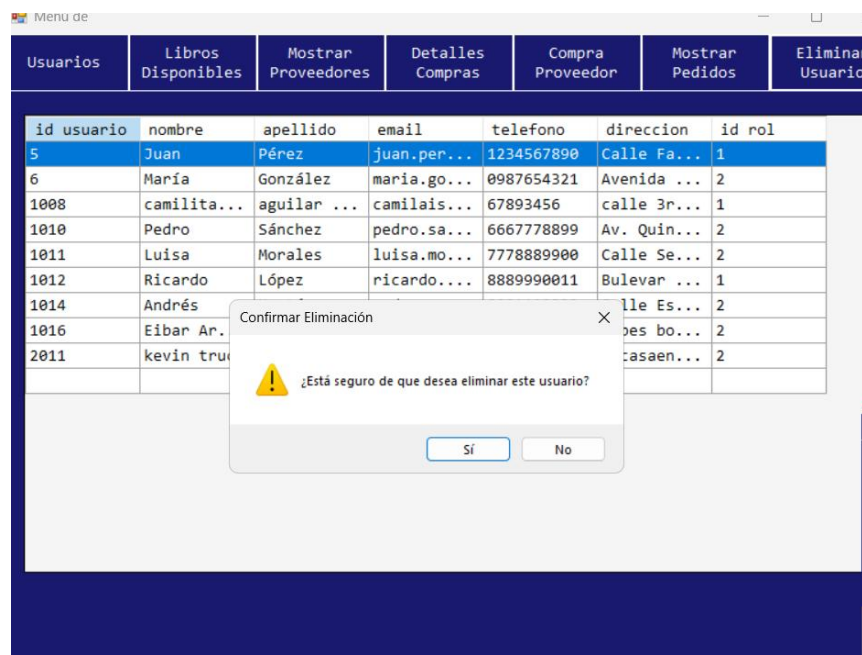 Menú de
Usuarios
Libros
Disponibles
Mostrar
Proveedores
Detalles
Compras
Compra
Proveedor
Mostrar
Pedidos
Elimina
Usuario
id usuario nombre apellido email telefono direccion id rol
5 Juan Pérez juan.per... 1234567890 Calle Fa... 1
6 María González maria.go... 0987654321 Avenida ... 2
1008 camilita... aguilar ... camilais... 67893456 calle 3r... 1
1010 Pedro Sánchez pedro.sa... 6667778899 Av. Quin... 2
1011 Luisa Morales luisa.mo... 7778889900 Calle Se... 2
1012 Ricardo López ricardo.... 8889990011 Bulevar ... 1
1014 Andrés lle Es... 2
1016 Eibar Ar. bes bo... 2
2011 kevin truc casaen... 2
Confirmar Eliminación
¿Está seguro de que desea eliminar este usuario?
Sí
No